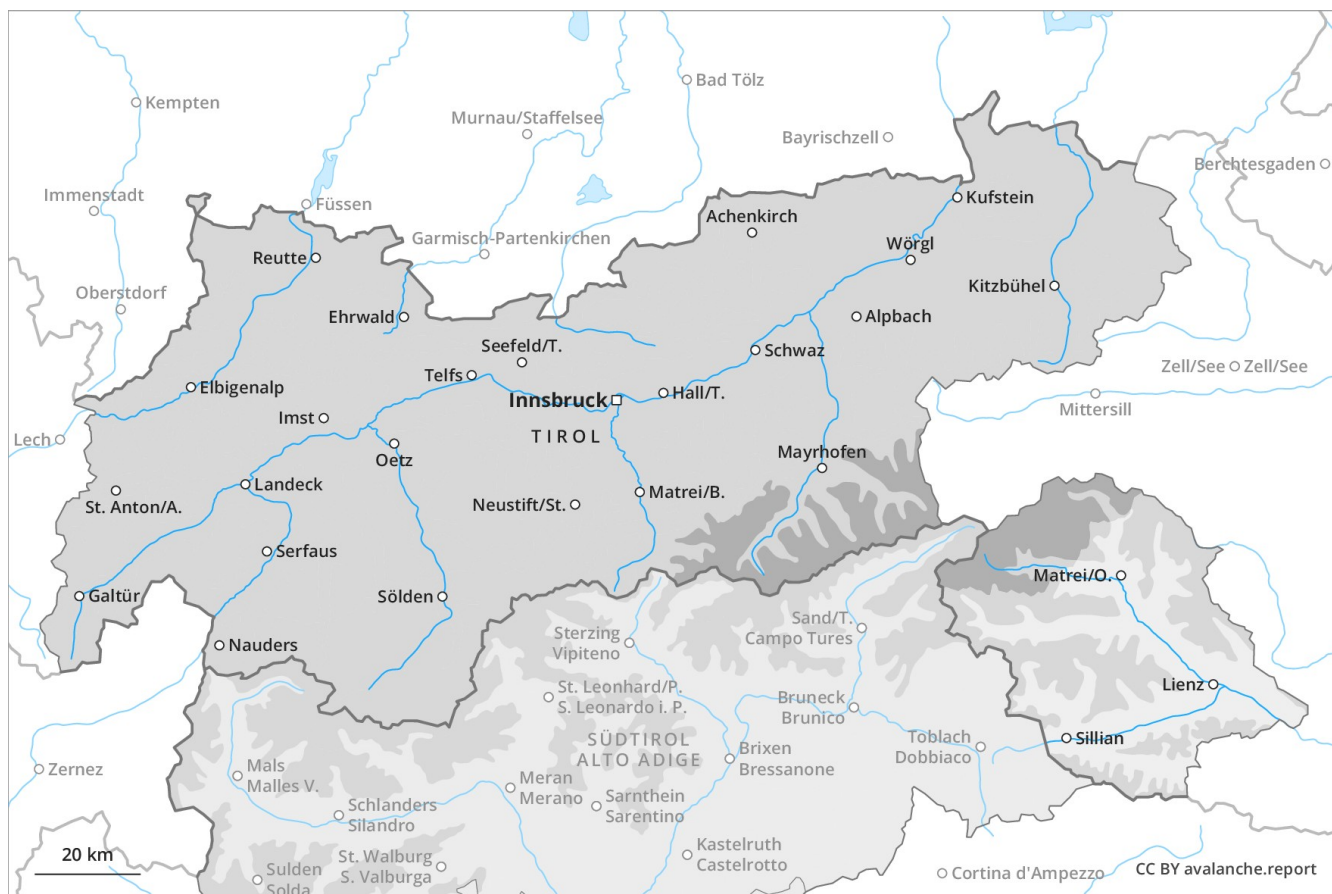 Bad Tölz
Kempten
Murnau/Staffelsee
Bayrischzell
Berchtesgaden
Immenstadt
Füssen
Kufstein
Achenkirch
Garmisch-Partenkirchen
Wörgl
Reutte
Kitzbühel
Oberstdorf
Ehrwald
Alpbach
Seefeld/T.
Schwaz
Zell/See
Zell/See
Telfs
Elbigenalp
Innsbruck
Hall/T.
Mittersill
Imst
TIROL
Lech
Oetz
Mayrhofen
Landeck
Matrei/B.
St. Anton/A.
Neustift/St.
Serfaus
Matrei/O.
Galtür
Sölden
Sand/T.
Campo Tures
Sterzing
Vipiteno
Nauders
Lienz
St. Leonhard/P.
S. Leonardo i. P.
Bruneck
Brunico
Sillian
SÜDTIROL
ALTO ADIGE
Toblach
Dobbiaco
Brixen
Bressanone
Zernez
Mals
Malles V.
Meran
Merano
Sarnthein
Sarentino
Schlanders
Silandro
Kastelruth
Castelrotto
20 km
St. Walburg
S. Valburga
Sulden
Solda
Cortina d'Ampezzo
CC BY avalanche.report